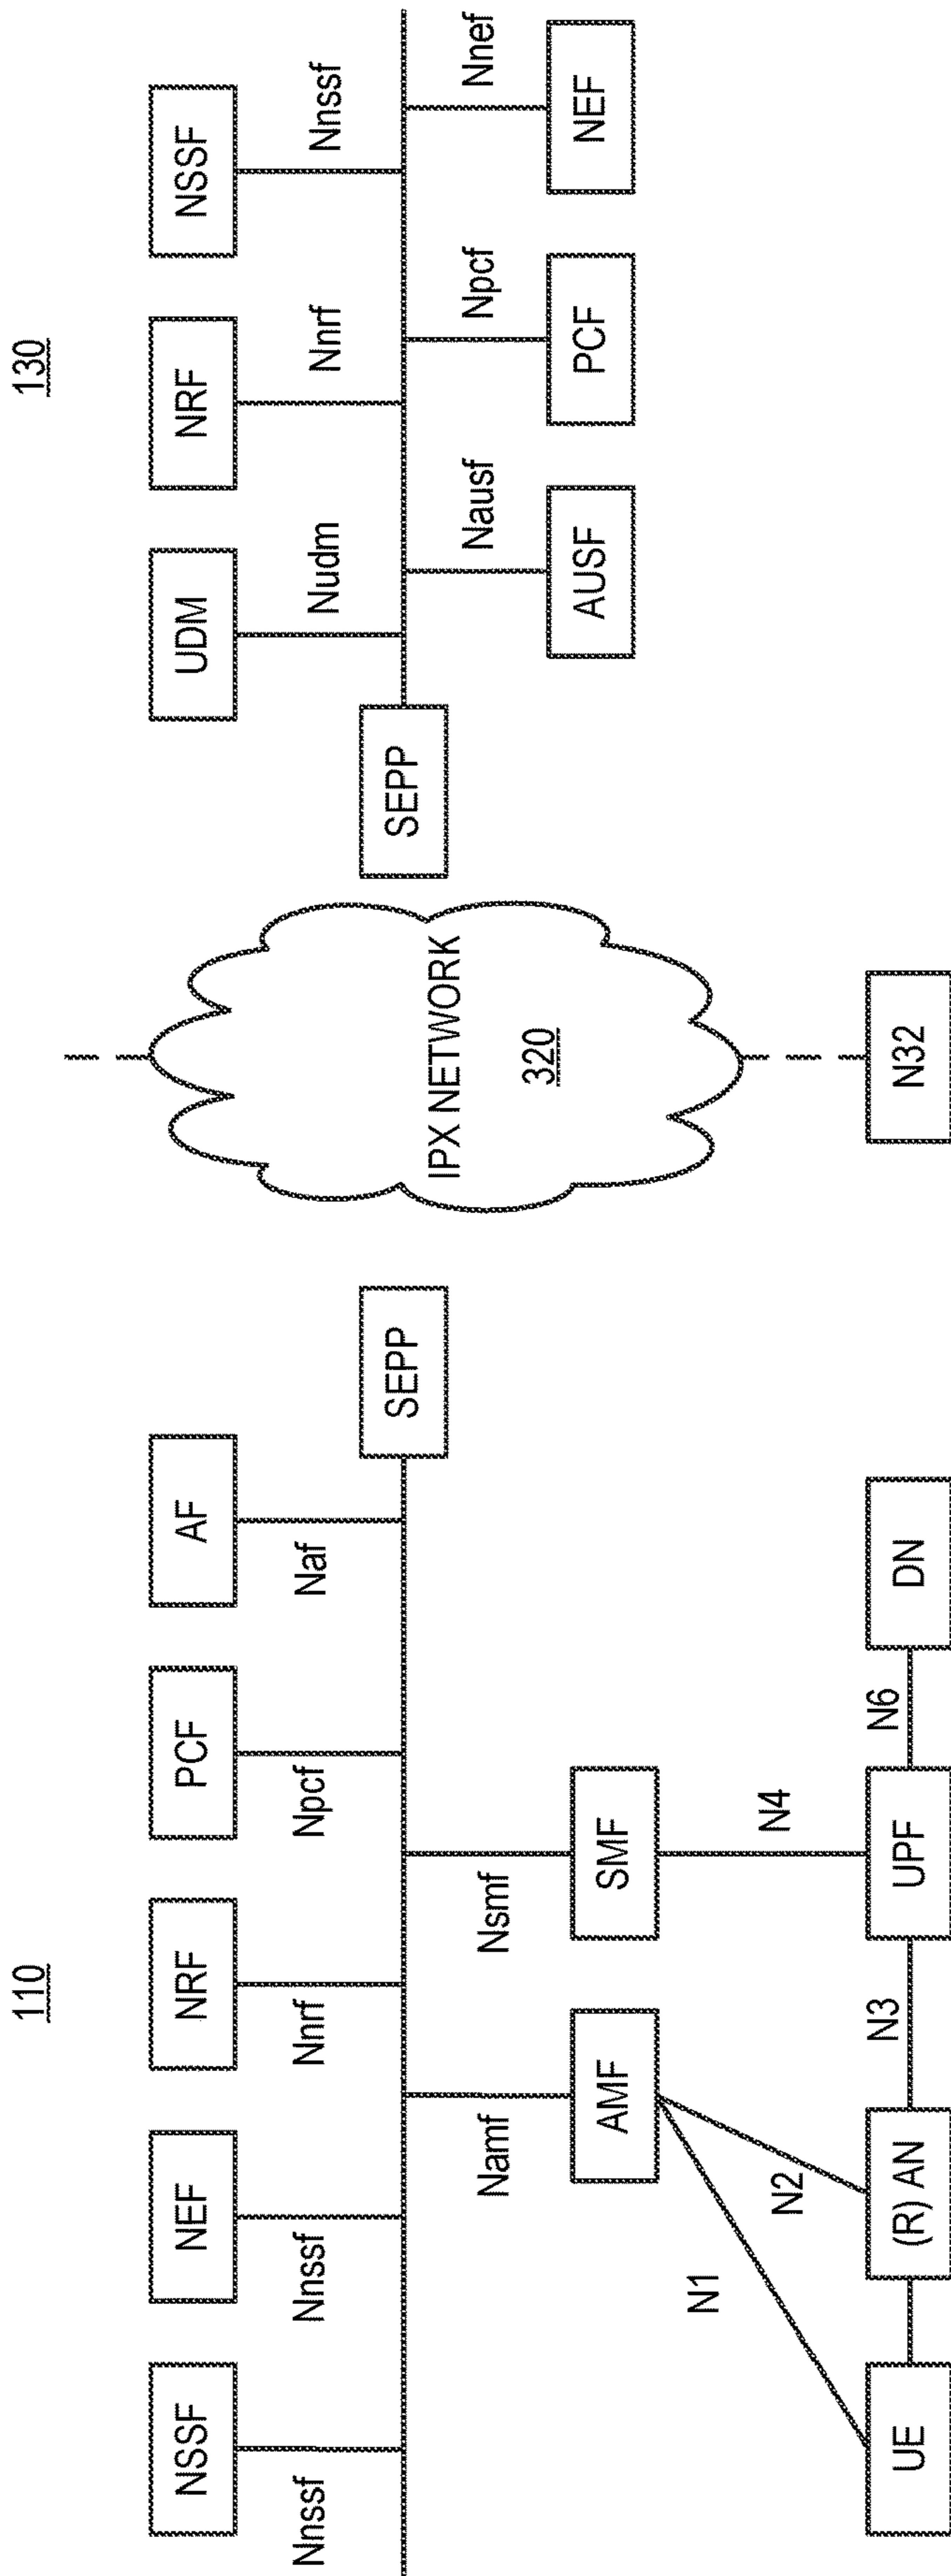 110
130
NSSF
NEF
NRF
PCF
AF
UDM
NRF
NSSF
Nnssf
Nnssf
Nnrf
Npcf
Naf
Nudm
Nnrf
Nnssf
SEPP
IPX NETWORK
320
SEPP
Namf
Nsmf
Nausf
Npcf
Nnef
AMF
SMF
AUSF
PCF
NEF
N1
N2
N4
UE
(R) AN
N3
UPF
N6
DN
N32